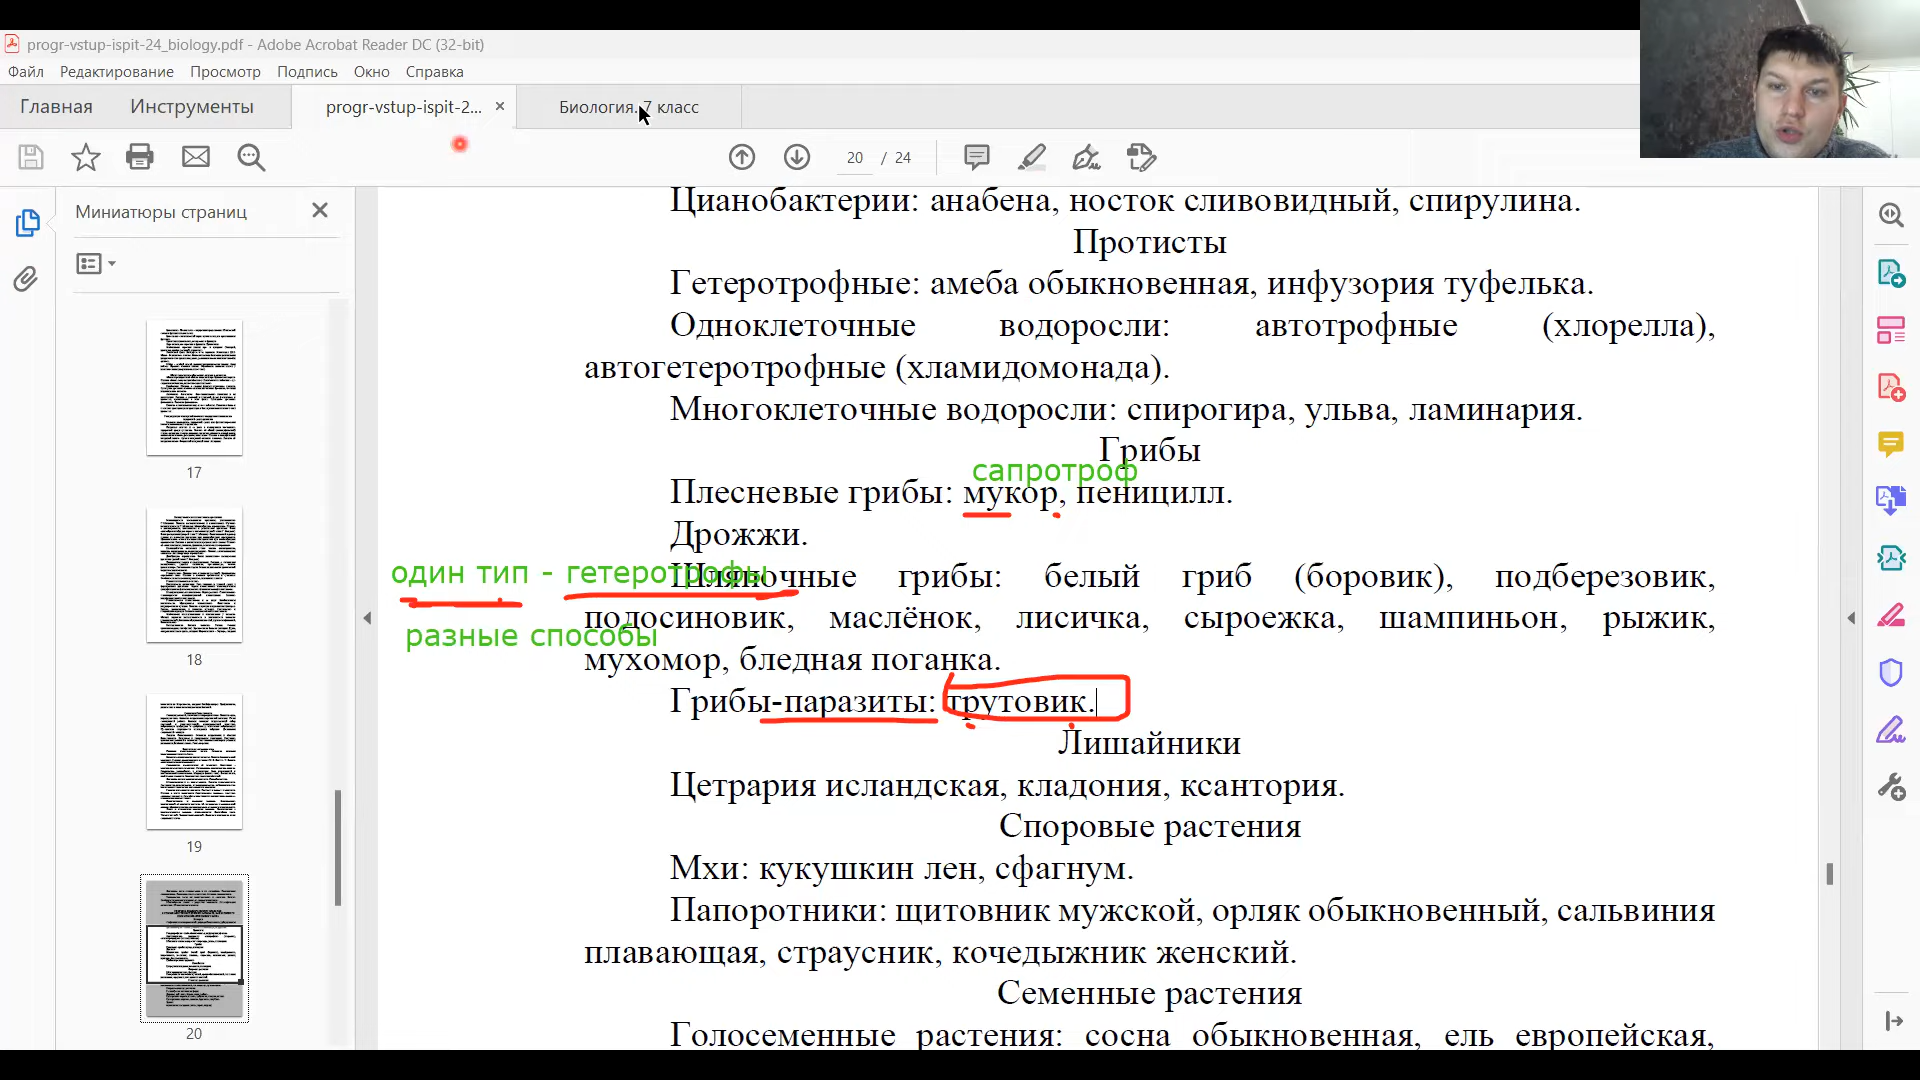 progr-vstup-ispit-24_biology.pdf - Adobe Acrobat Reader DC (32-bit)
Файл Редактирование Просмотр Подпись Окно Справка
Главная Инструменты progr-vstup-ispit-2... Биология. 7 класс
20 / 24
Миниатюры страниц
17
18
19
20
Цианобактерии: анабена, носток сливовидный, спирулина.
Протисты
Гетеротрофные: амеба обыкновенная, инфузория туфелька.
Одноклеточные водоросли: автотрофные (хлорелла),
автогетеротрофные (хламидомонада).
Многоклеточные водоросли: спирогира, ульва, ламинария.
Грибы
сапротроф
Плесневые грибы: мукор, пеницилл.
Дрожжи.
один тип - гетеротрофы
Шляпочные грибы: белый гриб (боровик), подберезовик,
подосиновик, маслёнок, лисичка, сыроежка, шампиньон, рыжик,
разные способы
мухомор, бледная поганка.
Грибы-паразиты: трутовик.
Лишайники
Цетрария исландская, кладония, ксантория.
Споровые растения
Мхи: кукушкин лен, сфагнум.
Папоротники: щитовник мужской, орляк обыкновенный, сальвиния
плавающая, страусник, кочедыжник женский.
Семенные растения
Голосеменные растения: сосна обыкновенная, ель европейская,